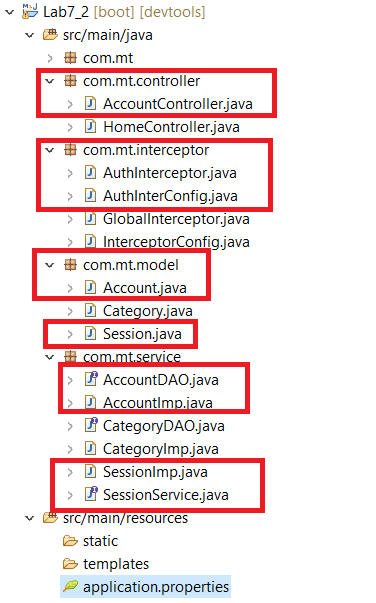 Lab7_2 [boot] [devtools]
src/main/java
com.mt
com.mt.controller
AccountController.java
HomeController.java
com.mt.interceptor
AuthInterceptor.java
AuthInterConfig.java
GlobalInterceptor.java
InterceptorConfig.java
com.mt.model
Account.java
Category.java
Session.java
com.mt.service
AccountDAO.java
AccountImp.java
CategoryDAO.java
CategoryImp.java
SessionImp.java
SessionService.java
src/main/resources
static
templates
application.properties